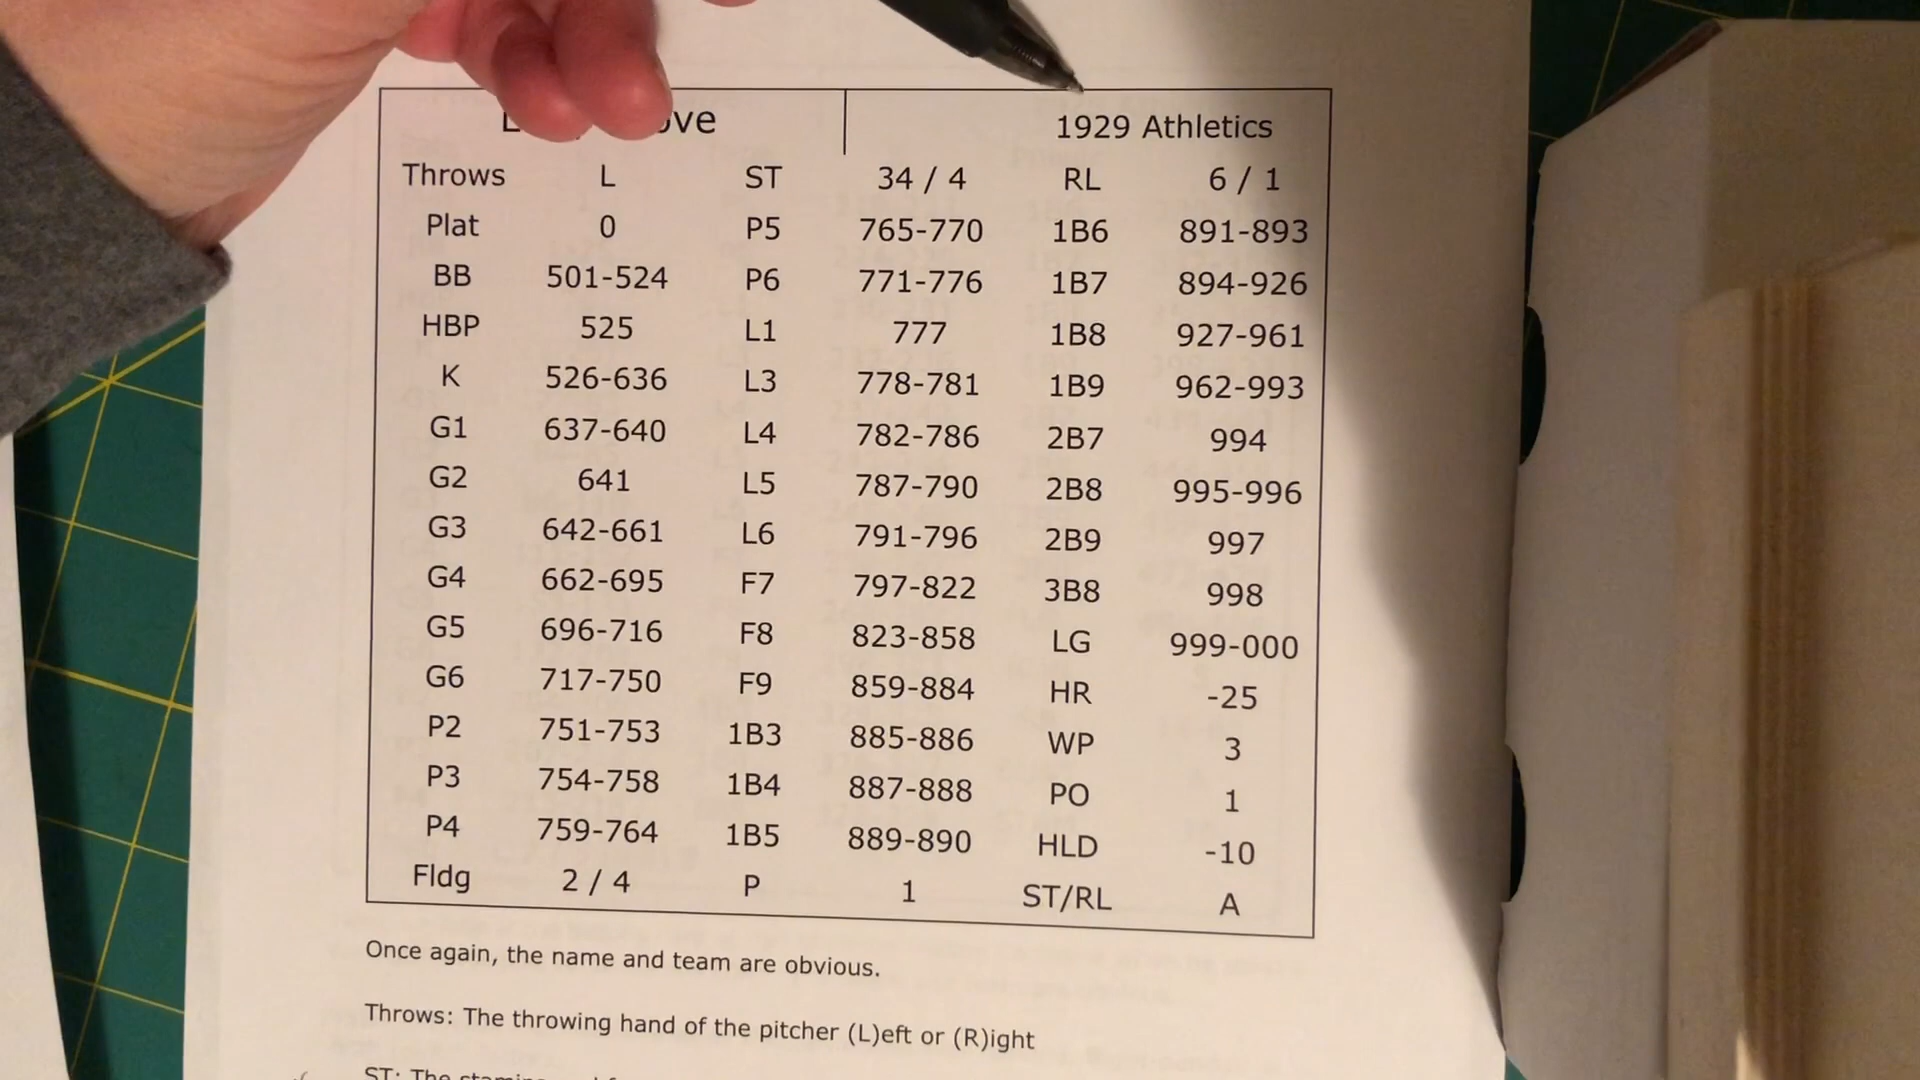 1929 Athletics
Throws L ST 34 / 4 RL 6 / 1
Plat 0 P5 765-770 1B6 891-893
BB 501-524 P6 771-776 1B7 894-926
HBP 525 L1 777 1B8 927-961
K 526-636 L3 778-781 1B9 962-993
G1 637-640 L4 782-786 2B7 994
G2 641 L5 787-790 2B8 995-996
G3 642-661 L6 791-796 2B9 997
G4 662-695 F7 797-822 3B8 998
G5 696-716 F8 823-858 LG 999-000
G6 717-750 F9 859-884 HR -25
P2 751-753 1B3 885-886 WP 3
P3 754-758 1B4 887-888 PO 1
P4 759-764 1B5 889-890 HLD -10
Fldg 2 / 4 P 1 ST/RL A
Once again, the name and team are obvious.
Throws: The throwing hand of the pitcher (L)eft or (R)ight
ST: The